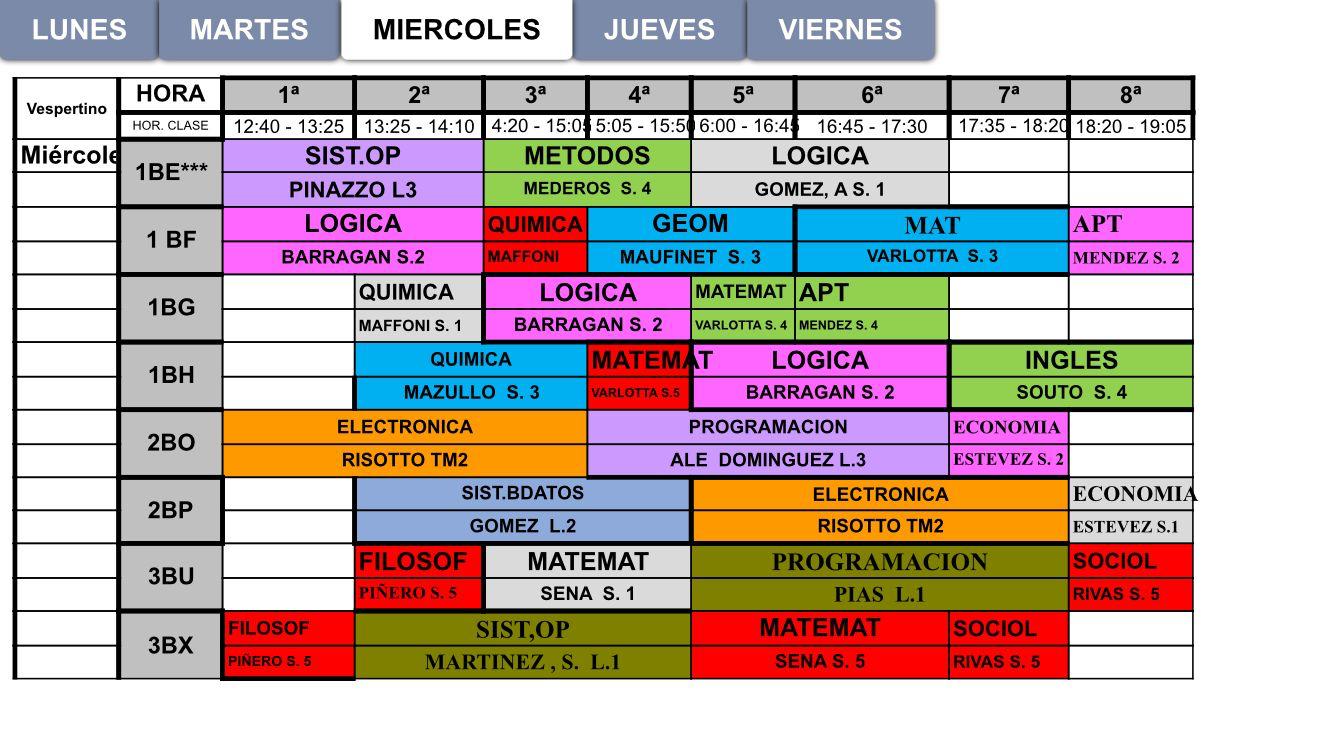 LUNES MARTES MIERCOLES JUEVES VIERNES
Vespertino HORA 1ª 2ª 3ª 4ª 5ª 6ª 7ª 8ª
HOR. CLASE 12:40 - 13:25 13:25 - 14:10 4:20 - 15:05 5:05 - 15:50 6:00 - 16:45 16:45 - 17:30 17:35 - 18:20 18:20 - 19:05
Miércole 1BE*** SIST.OP METODOS LOGICA
PINAZZO L3 MEDEROS S. 4 GOMEZ, A S. 1
1 BF LOGICA QUIMICA GEOM MAT APT
BARRAGAN S.2 MAFFONI MAUFINET S. 3 VARLOTTA S. 3 MENDEZ S. 2
1BG QUIMICA LOGICA MATEMAT APT
MAFFONI S. 1 BARRAGAN S. 2 VARLOTTA S. 4 MENDEZ S. 4
1BH QUIMICA MATEMAT LOGICA INGLES
MAZULLO S. 3 VARLOTTA S.5 BARRAGAN S. 2 SOUTO S. 4
2BO ELECTRONICA PROGRAMACION ECONOMIA
RISOTTO TM2 ALE DOMINGUEZ L.3 ESTEVEZ S. 2
2BP SIST.BDATOS ELECTRONICA ECONOMIA
GOMEZ L.2 RISOTTO TM2 ESTEVEZ S.1
3BU FILOSOF MATEMAT PROGRAMACION SOCIOL
PIÑERO S. 5 SENA S. 1 PIAS L.1 RIVAS S. 5
3BX FILOSOF SIST,OP MATEMAT SOCIOL
PIÑERO S. 5 MARTINEZ , S. L.1 SENA S. 5 RIVAS S. 5